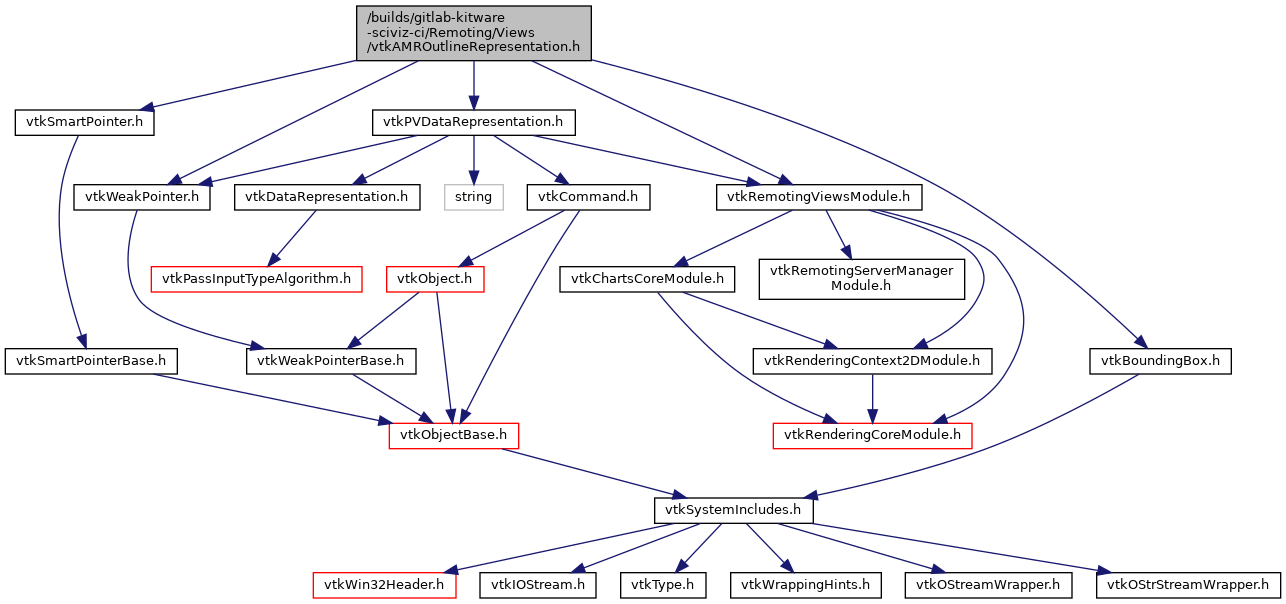 /builds/gitlab-kitware
-sciviz-ci/Remoting/Views
/vtkAMROutlineRepresentation.h
vtkSmartPointer.h
vtkPVDataRepresentation.h
vtkWeakPointer.h
vtkDataRepresentation.h
string
vtkCommand.h
vtkRemotingViewsModule.h
vtkPassInputTypeAlgorithm.h
vtkObject.h
vtkChartsCoreModule.h
vtkRemotingServerManager
Module.h
vtkSmartPointerBase.h
vtkWeakPointerBase.h
vtkRenderingContext2DModule.h
vtkBoundingBox.h
vtkObjectBase.h
vtkRenderingCoreModule.h
vtkSystemIncludes.h
vtkWin32Header.h
vtkIOStream.h
vtkType.h
vtkWrappingHints.h
vtkOStreamWrapper.h
vtkOStrStreamWrapper.h